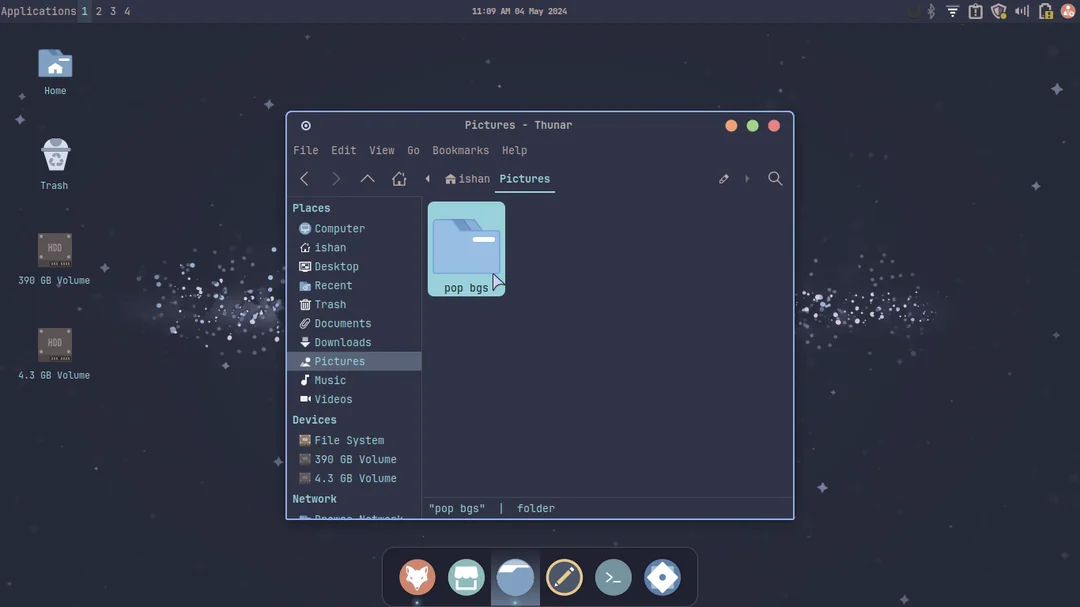 Applications 1 2 3 4
11:09 AM 04 May 2024
Home
Trash
HDD
390 GB Volume
HDD
4.3 GB Volume
Pictures - Thunar
File Edit View Go Bookmarks Help
ishan Pictures
Places
Computer
ishan
Desktop
Recent
Trash
Documents
Downloads
Pictures
Music
Videos
Devices
File System
390 GB Volume
4.3 GB Volume
Network
Browse Network
pop bgs
"pop bgs" | folder